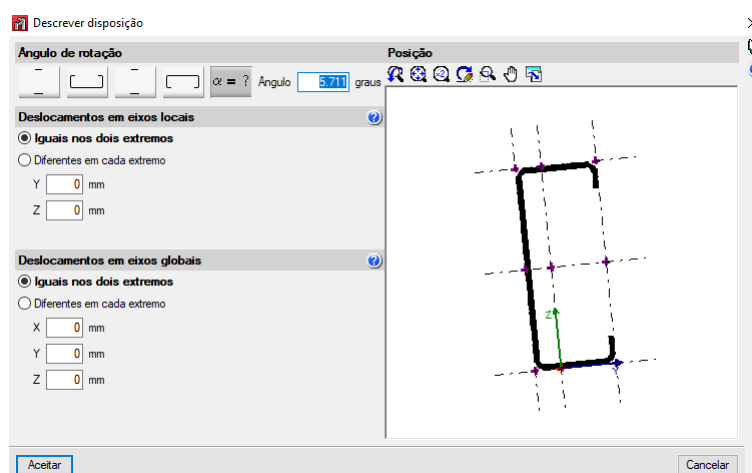 Descrever disposição
Ângulo de rotação
α = ?
Ângulo 5.711 graus
Posição
Deslocamentos em eixos locais
Iguais nos dois extremos
Diferentes em cada extremo
Y 0 mm
Z 0 mm
Deslocamentos em eixos globais
Iguais nos dois extremos
Diferentes em cada extremo
X 0 mm
Y 0 mm
Z 0 mm
Z
Y
Aceitar
Cancelar